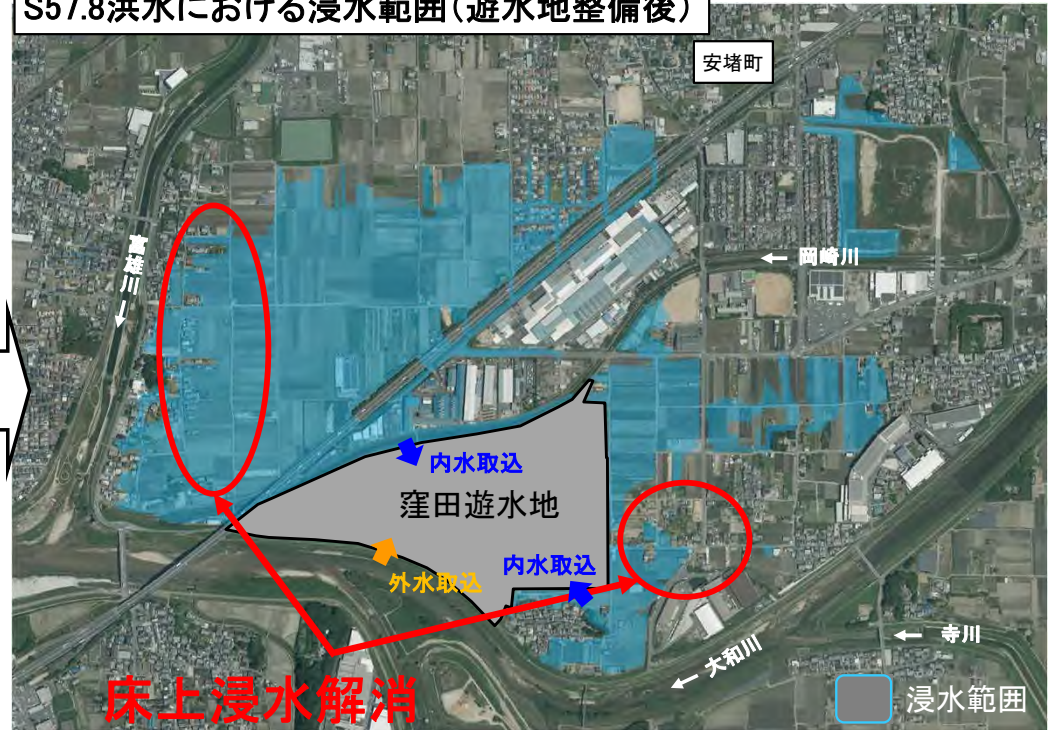 S57.8洪水における浸水範囲(遊水地整備後)
安堵町
富雄川
← 岡崎川
内水取込
窪田遊水地
外水取込
内水取込
← 寺川
← 大和川
床上浸水解消
浸水範囲